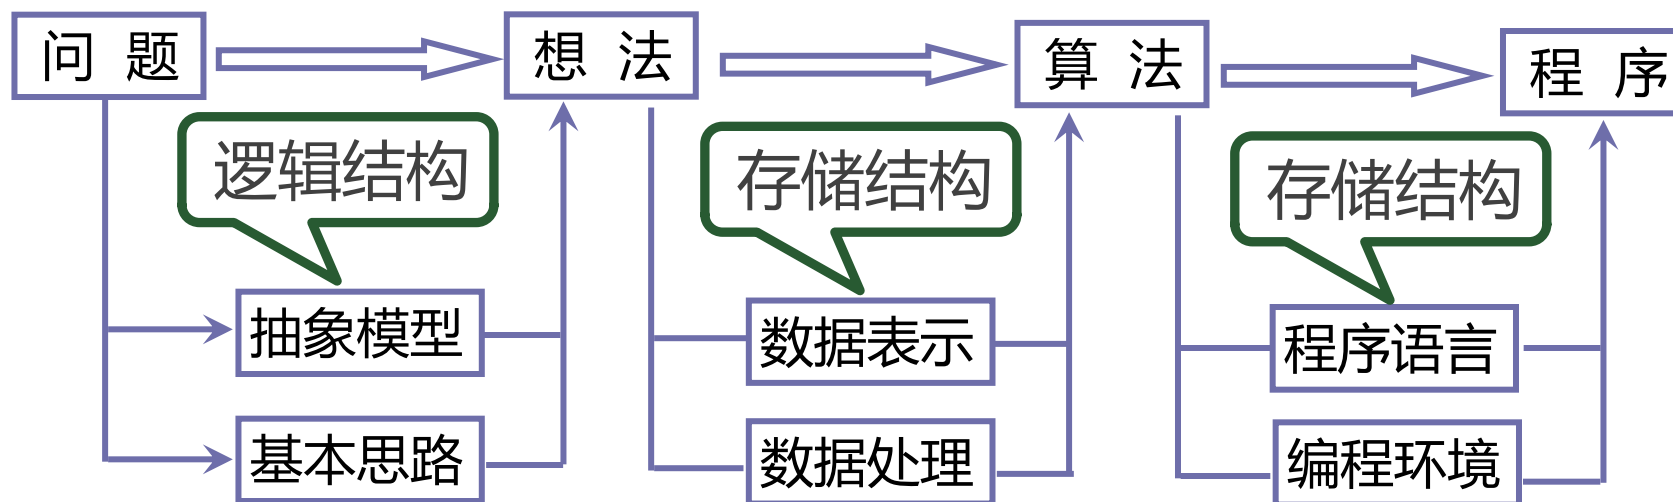 问 题
想 法
算 法
程 序
逻辑结构
存储结构
存储结构
抽象模型
数据表示
程序语言
基本思路
数据处理
编程环境